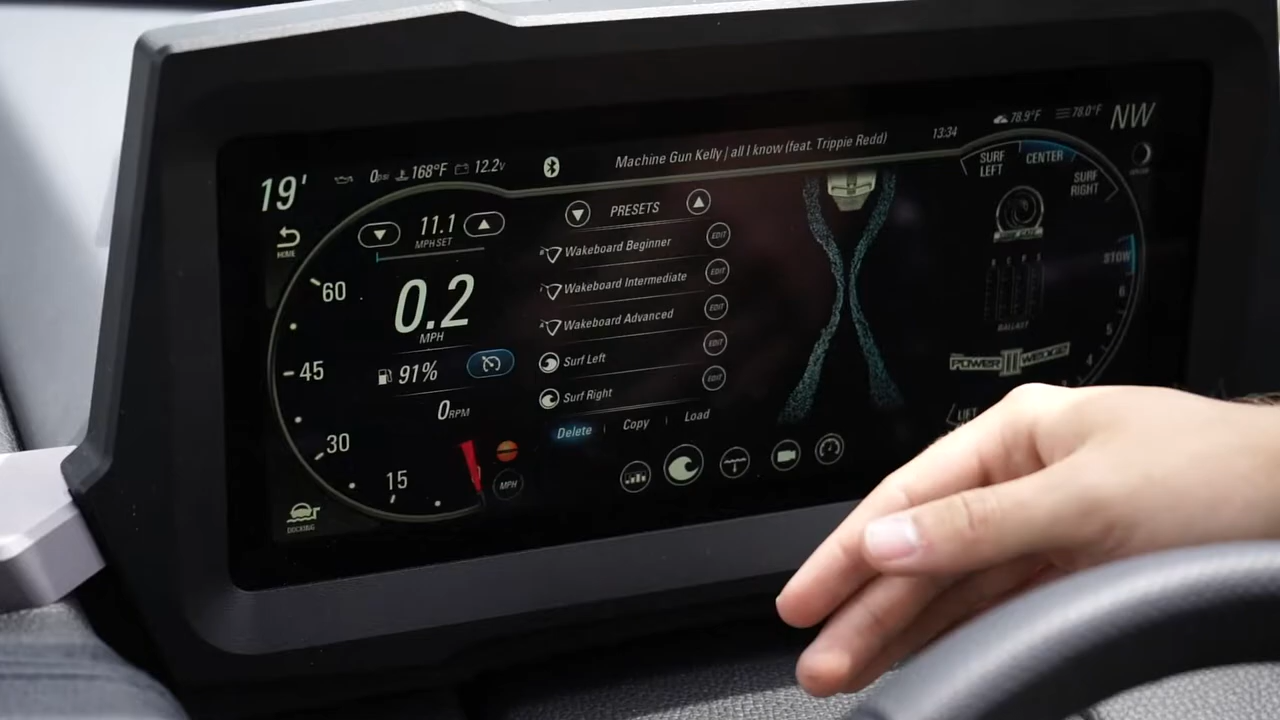 19'
168°F
12.2v
Machine Gun Kelly | all I know (feat. Trippie Redd)
13:34
78.9°F
78.0°F
NW
HOME
11.1
MPH SET
0.2
MPH
91%
0 RPM
60
45
30
15
MPH
DOCKING
PRESETS
Wakeboard Beginner EDIT
Wakeboard Intermediate EDIT
Wakeboard Advanced EDIT
Surf Left EDIT
Surf Right EDIT
Delete | Copy | Load
SURF LEFT
CENTER
SURF RIGHT
STOW
6
5
4
BALLAST
POWER WEDGE III
LIFT